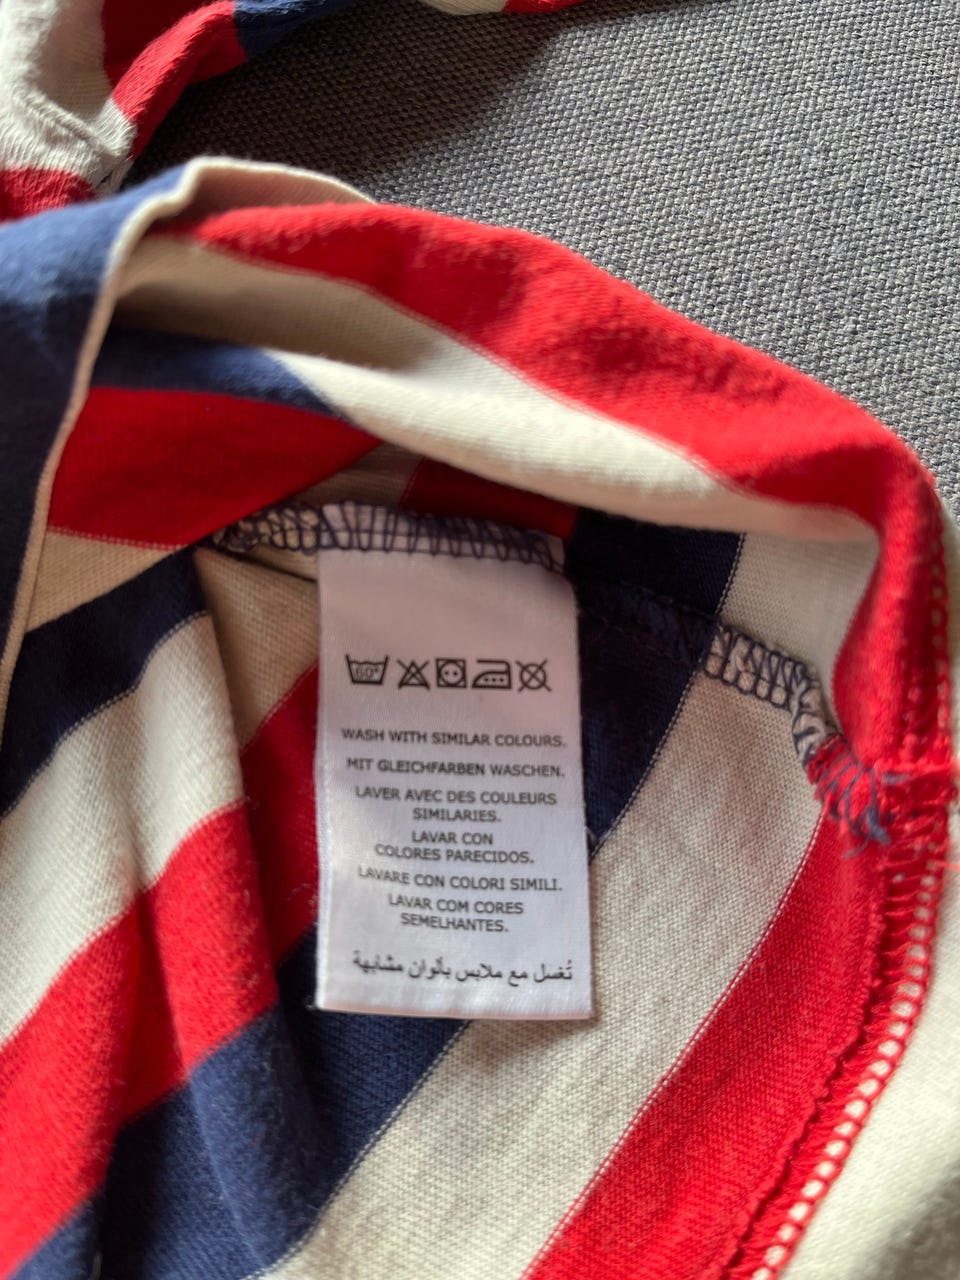 60°
WASH WITH SIMILAR COLOURS.
MIT GLEICHFARBEN WASCHEN.
LAVER AVEC DES COULEURS
SIMILARIES.
LAVAR CON
COLORES PARECIDOS.
LAVARE CON COLORI SIMILI.
LAVAR COM CORES
SEMELHANTES.
تُغسل مع ملابس بألوان مشابهة